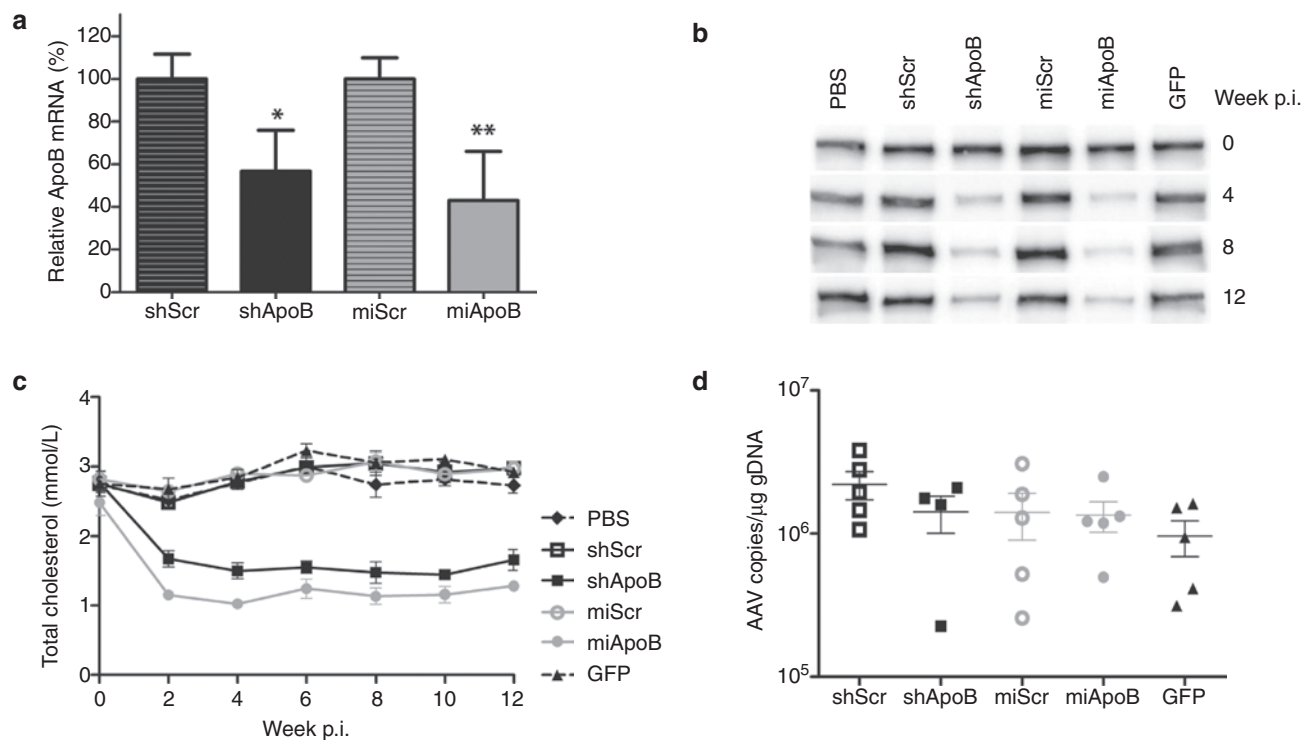 a
Relative ApoB mRNA (%)
120
100
80
60
40
20
0
*
**
shScr
shApoB
miScr
miApoB
b
PBS
shScr
shApoB
miScr
miApoB
GFP
Week p.i.
0
4
8
12
c
Total cholesterol (mmol/L)
4
3
2
1
0
0
2
4
6
8
10
12
Week p.i.
PBS
shScr
shApoB
miScr
miApoB
GFP
d
AAV copies/µg gDNA
10⁷
10⁶
10⁵
shScr
shApoB
miScr
miApoB
GFP